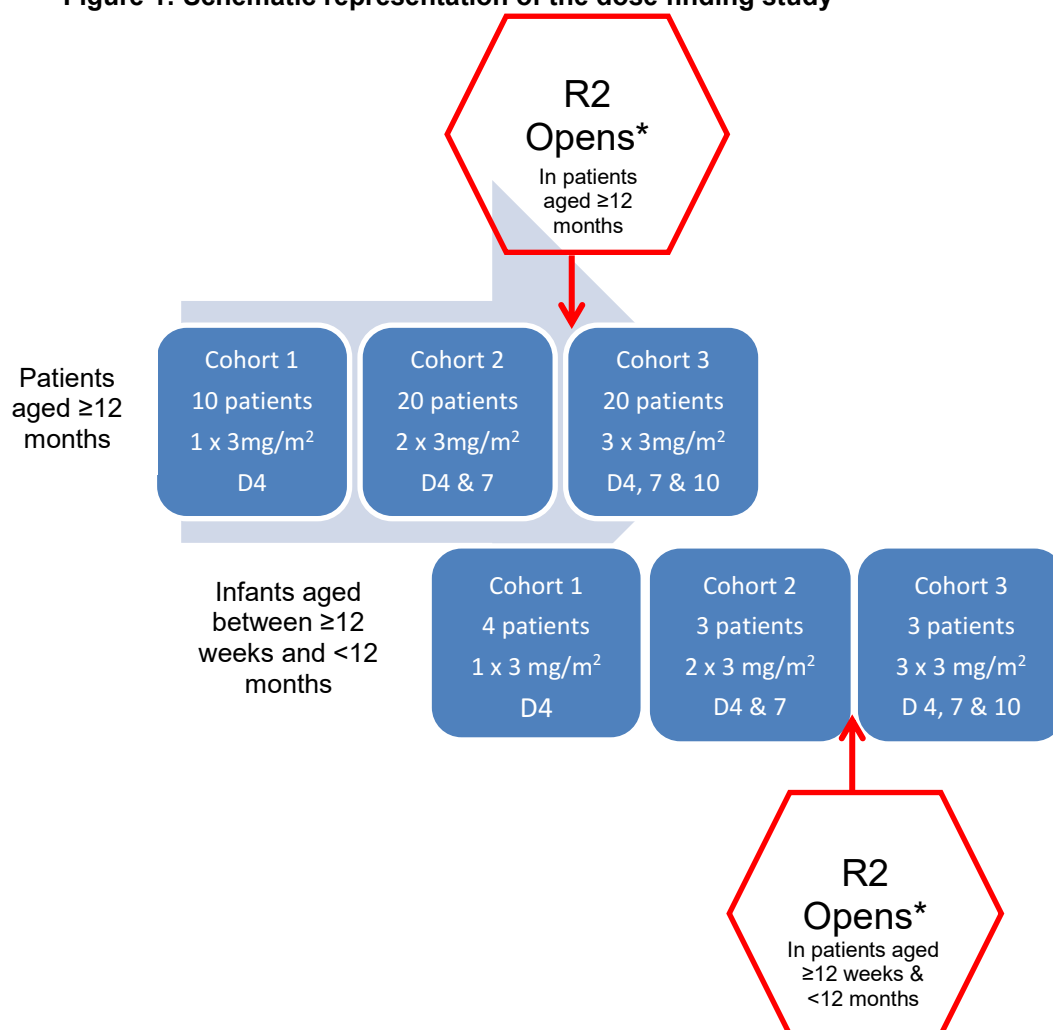 Figure 1: Schematic representation of the dose finding study
R2
Opens*
In patients
aged ≥12
months
Patients
aged ≥12
months
Cohort 1
10 patients
1 x 3mg/m²
D4
Cohort 2
20 patients
2 x 3mg/m²
D4 & 7
Cohort 3
20 patients
3 x 3mg/m²
D4, 7 & 10
Infants aged
between ≥12
weeks and <12
months
Cohort 1
4 patients
1 x 3 mg/m²
D4
Cohort 2
3 patients
2 x 3 mg/m²
D4 & 7
Cohort 3
3 patients
3 x 3 mg/m²
D 4, 7 & 10
R2
Opens*
In patients aged
≥12 weeks &
<12 months